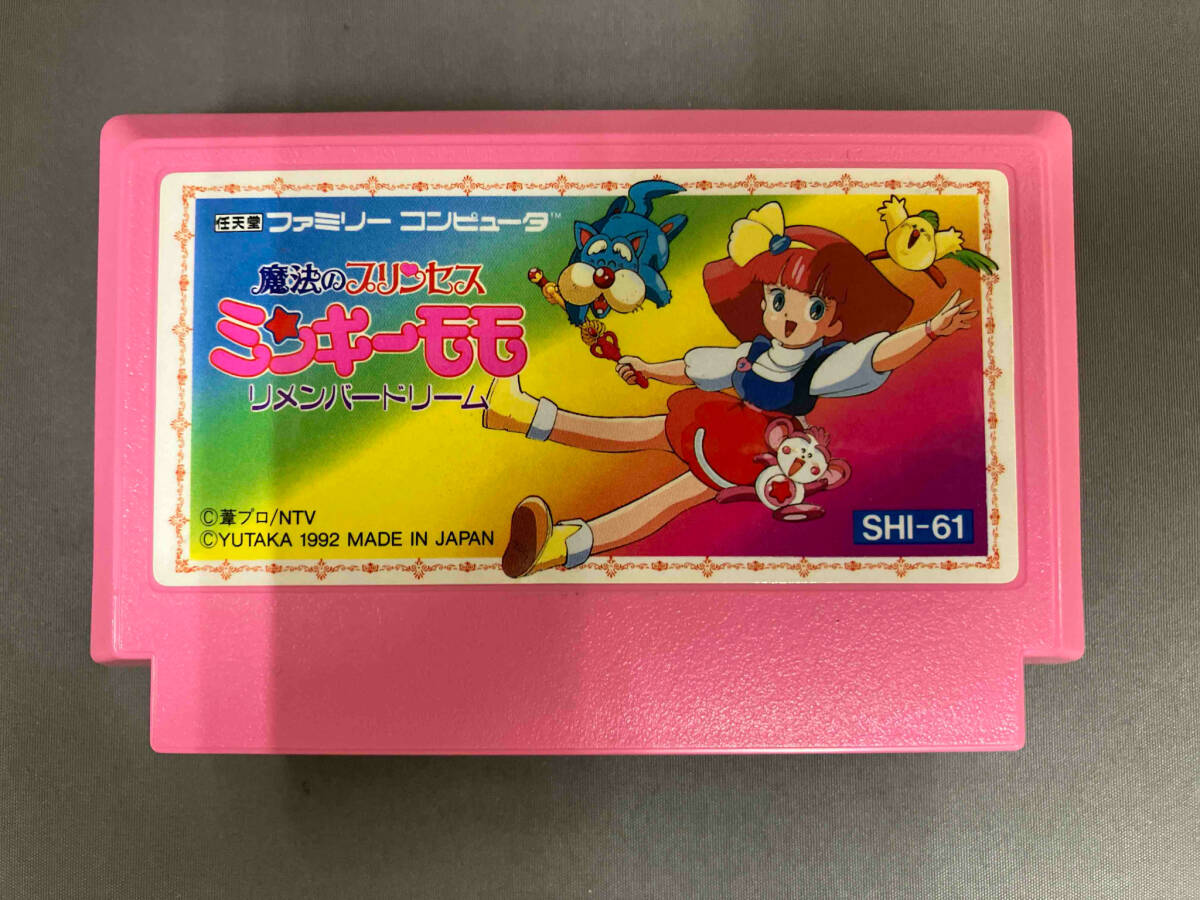 任天堂 ファミリー コンピュータ™
魔法のプリンセス
ミンキーモモ
リメンバードリーム
©葦プロ/NTV
©YUTAKA 1992 MADE IN JAPAN
SHI-61